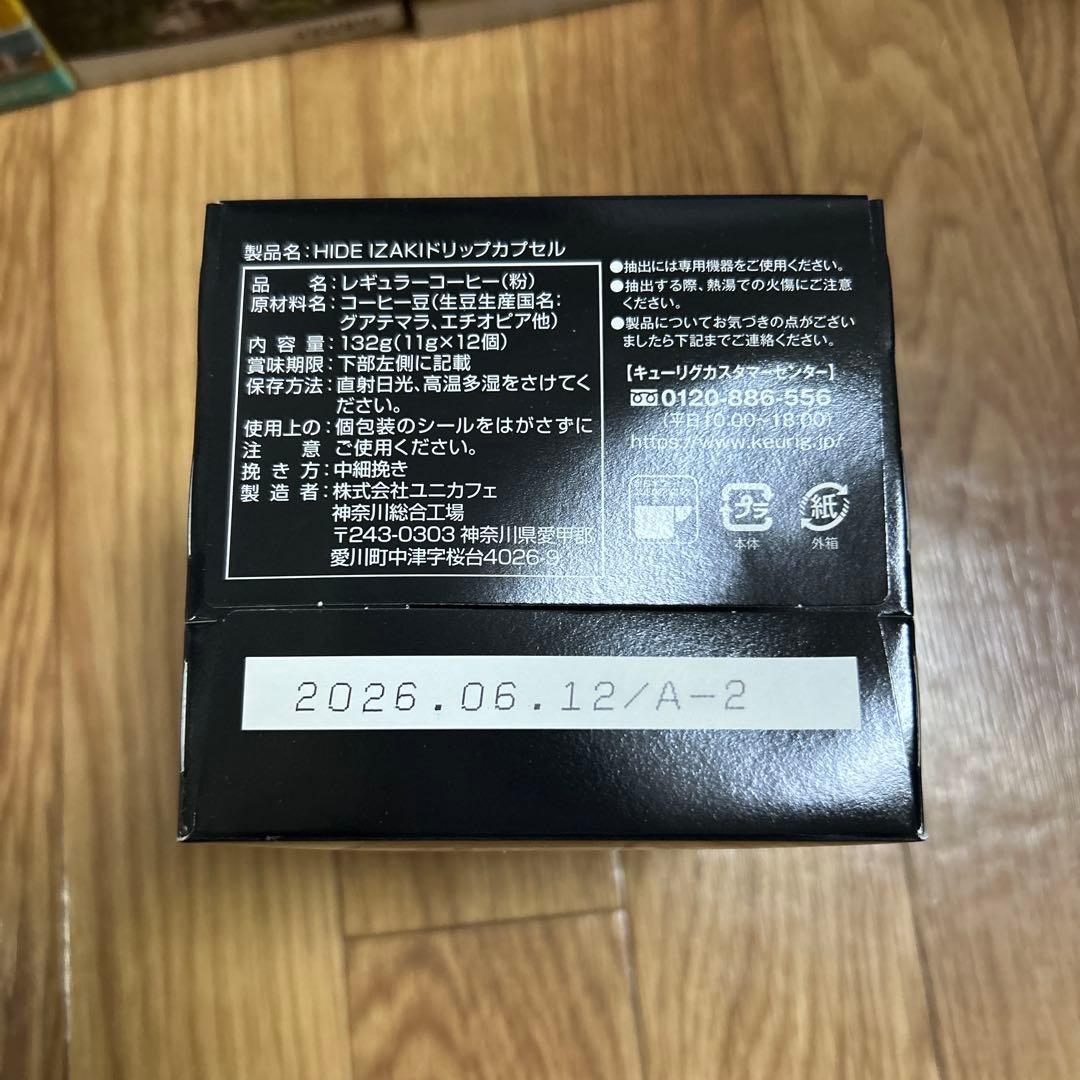 製品名：HIDE IZAKIドリップカプセル
品名：レギュラーコーヒー（粉）
原材料名：コーヒー豆（生豆生産国名：
グアテマラ、エチオピア他）
内容量：132g（11g×12個）
賞味期限：下部左側に記載
保存方法：直射日光、高温多湿をさけてく
ださい。
使用上の：個包装のシールをはがさずに
注意 ご使用ください。
挽き方：中細挽き
製造者：株式会社ユニカフェ
神奈川総合工場
〒243-0303 神奈川県愛甲郡
愛川町中津字桜台4026-9
●抽出には専用機器をご使用ください。
●抽出する際、熱湯での火傷にご注意
ください。
●製品についてお気づきの点がござい
ましたら下記までご連絡ください。
【キューリグカスタマーセンター】
0120-886-556
（平日10:00〜18:00）
https://www.keurig.jp/
プラ
本体
紙
外箱
2026.06.12/A-2